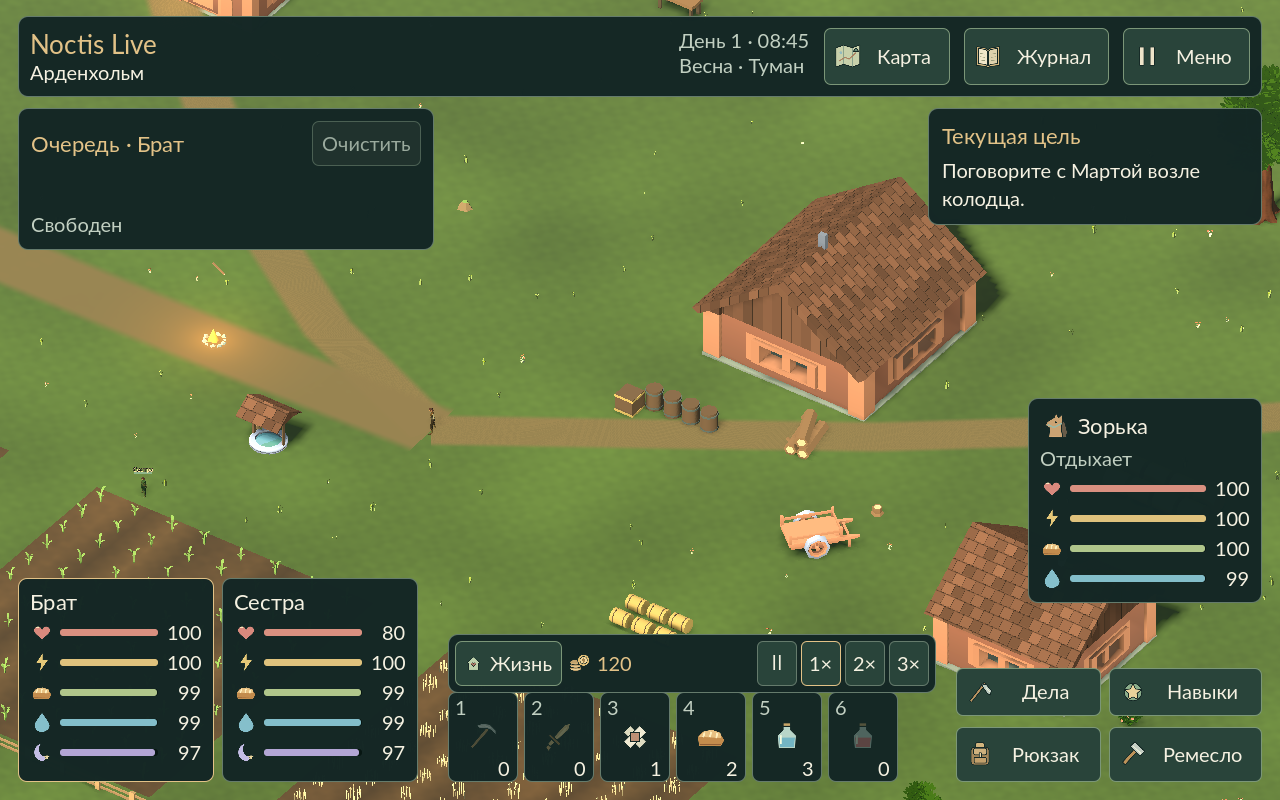 Noctis Live
Арденхольм
День 1 · 08:45
Весна · Туман
Карта
Журнал
Меню
Очередь · Брат
Очистить
Свободен
Текущая цель
Поговорите с Мартой возле
колодца.
Зорька
Отдыхает
100
100
100
99
Брат
100
100
99
99
97
Сестра
80
100
99
99
97
Жизнь
120
1×
2×
3×
1
0
2
0
3
1
4
2
5
3
6
0
Дела
Навыки
Рюкзак
Ремесло